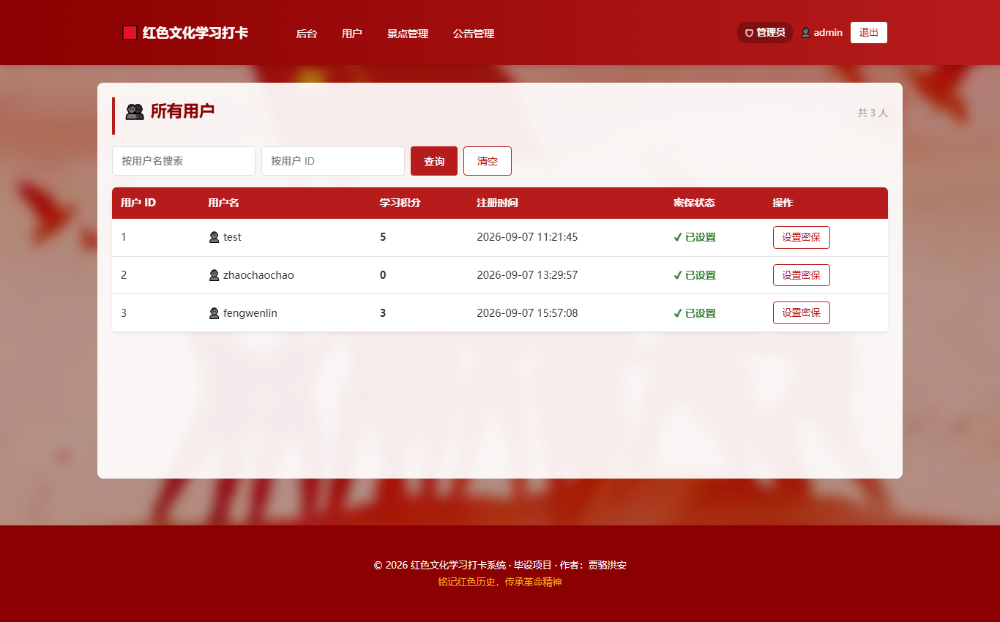 红色文化学习打卡 后台 用户 景点管理 公告管理 管理员 admin 退出
所有用户 共 3 人
按用户名搜索 按用户 ID 查询 清空
用户 ID 用户名 学习积分 注册时间 密保状态 操作
1 test 5 2026-09-07 11:21:45 ✓ 已设置 设置密保
2 zhaochaochao 0 2026-09-07 13:29:57 ✓ 已设置 设置密保
3 fengwenlin 3 2026-09-07 15:57:08 ✓ 已设置 设置密保
© 2026 红色文化学习打卡系统 · 毕设项目 · 作者：贾骆洪安
铭记红色历史，传承革命精神